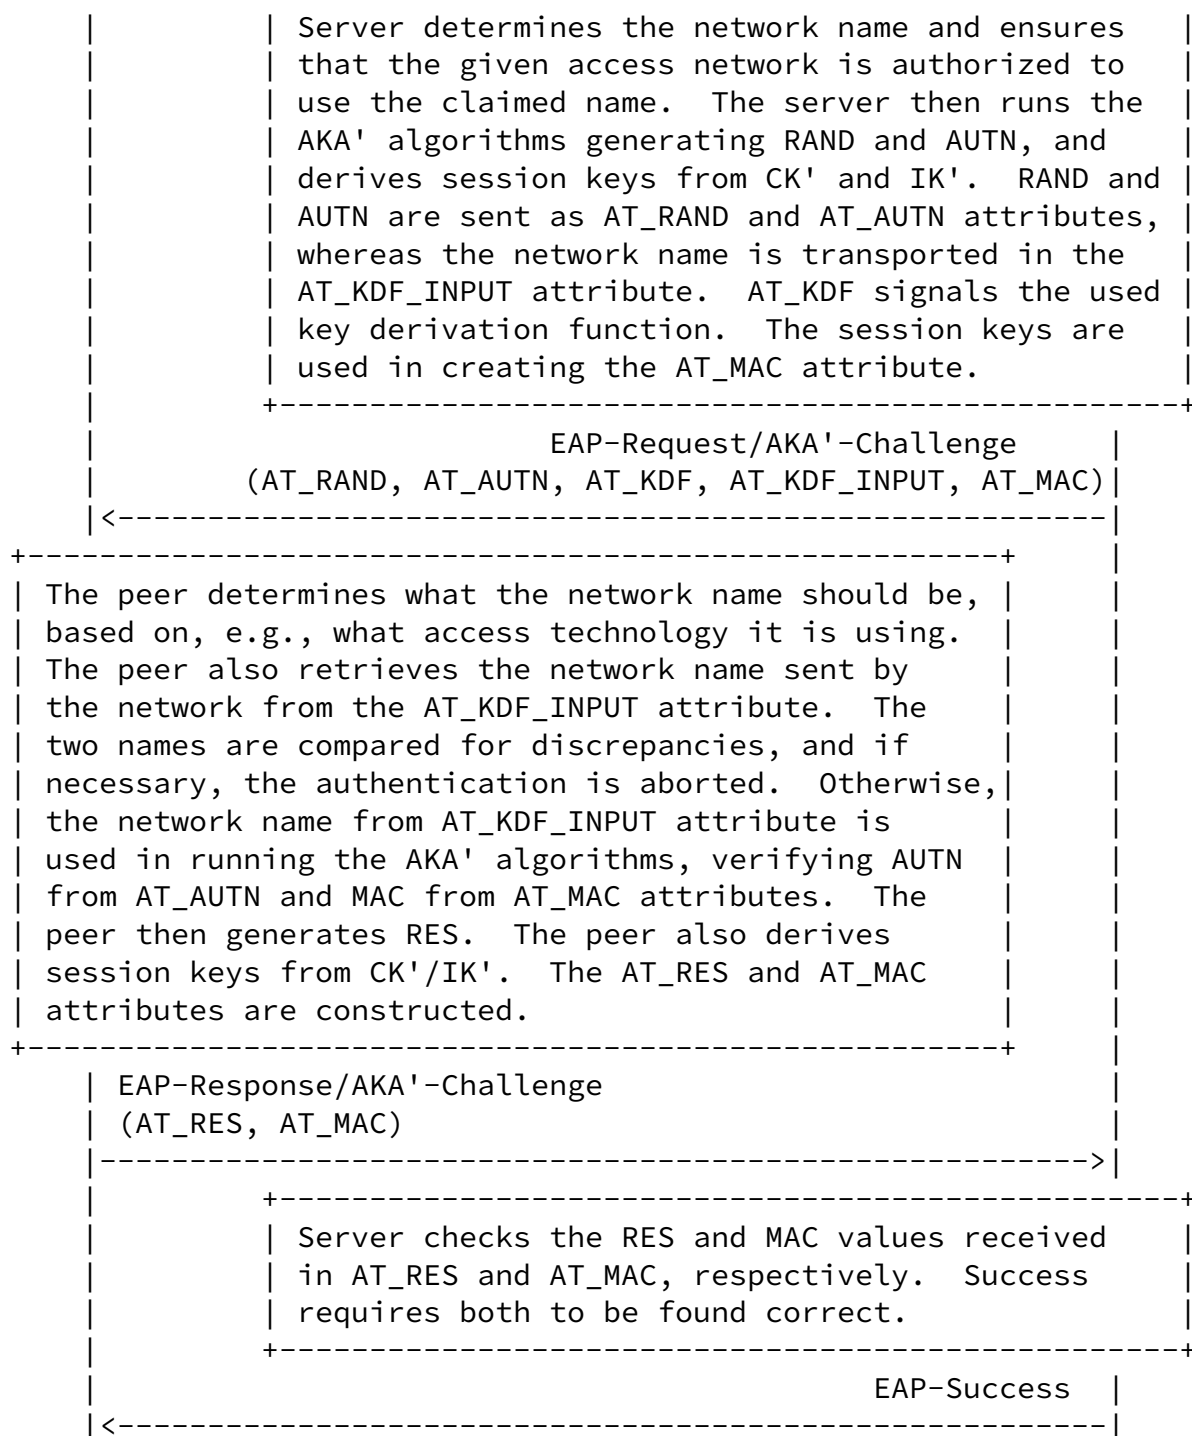 Server determines the network name and ensures
that the given access network is authorized to
use the claimed name.  The server then runs the
AKA' algorithms generating RAND and AUTN, and
derives session keys from CK' and IK'.  RAND and
AUTN are sent as AT_RAND and AT_AUTN attributes,
whereas the network name is transported in the
AT_KDF_INPUT attribute.  AT_KDF signals the used
key derivation function.  The session keys are
used in creating the AT_MAC attribute.
EAP-Request/AKA'-Challenge
(AT_RAND, AT_AUTN, AT_KDF, AT_KDF_INPUT, AT_MAC)
The peer determines what the network name should be,
based on, e.g., what access technology it is using.
The peer also retrieves the network name sent by
the network from the AT_KDF_INPUT attribute.  The
two names are compared for discrepancies, and if
necessary, the authentication is aborted.  Otherwise,
the network name from AT_KDF_INPUT attribute is
used in running the AKA' algorithms, verifying AUTN
from AT_AUTN and MAC from AT_MAC attributes.  The
peer then generates RES.  The peer also derives
session keys from CK'/IK'.  The AT_RES and AT_MAC
attributes are constructed.
EAP-Response/AKA'-Challenge
(AT_RES, AT_MAC)
Server checks the RES and MAC values received
in AT_RES and AT_MAC, respectively.  Success
requires both to be found correct.
EAP-Success